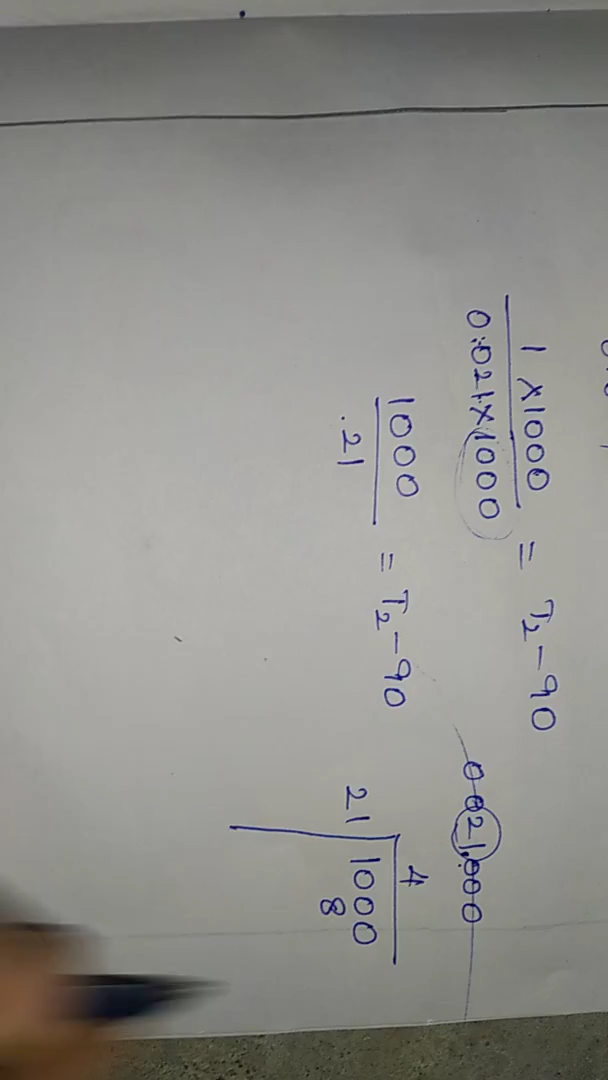 1 × 1000 / 0.021 × 1000 = T₂ - 90
0 021,000
1000 / .21 = T₂ - 90
4
21 1000
8